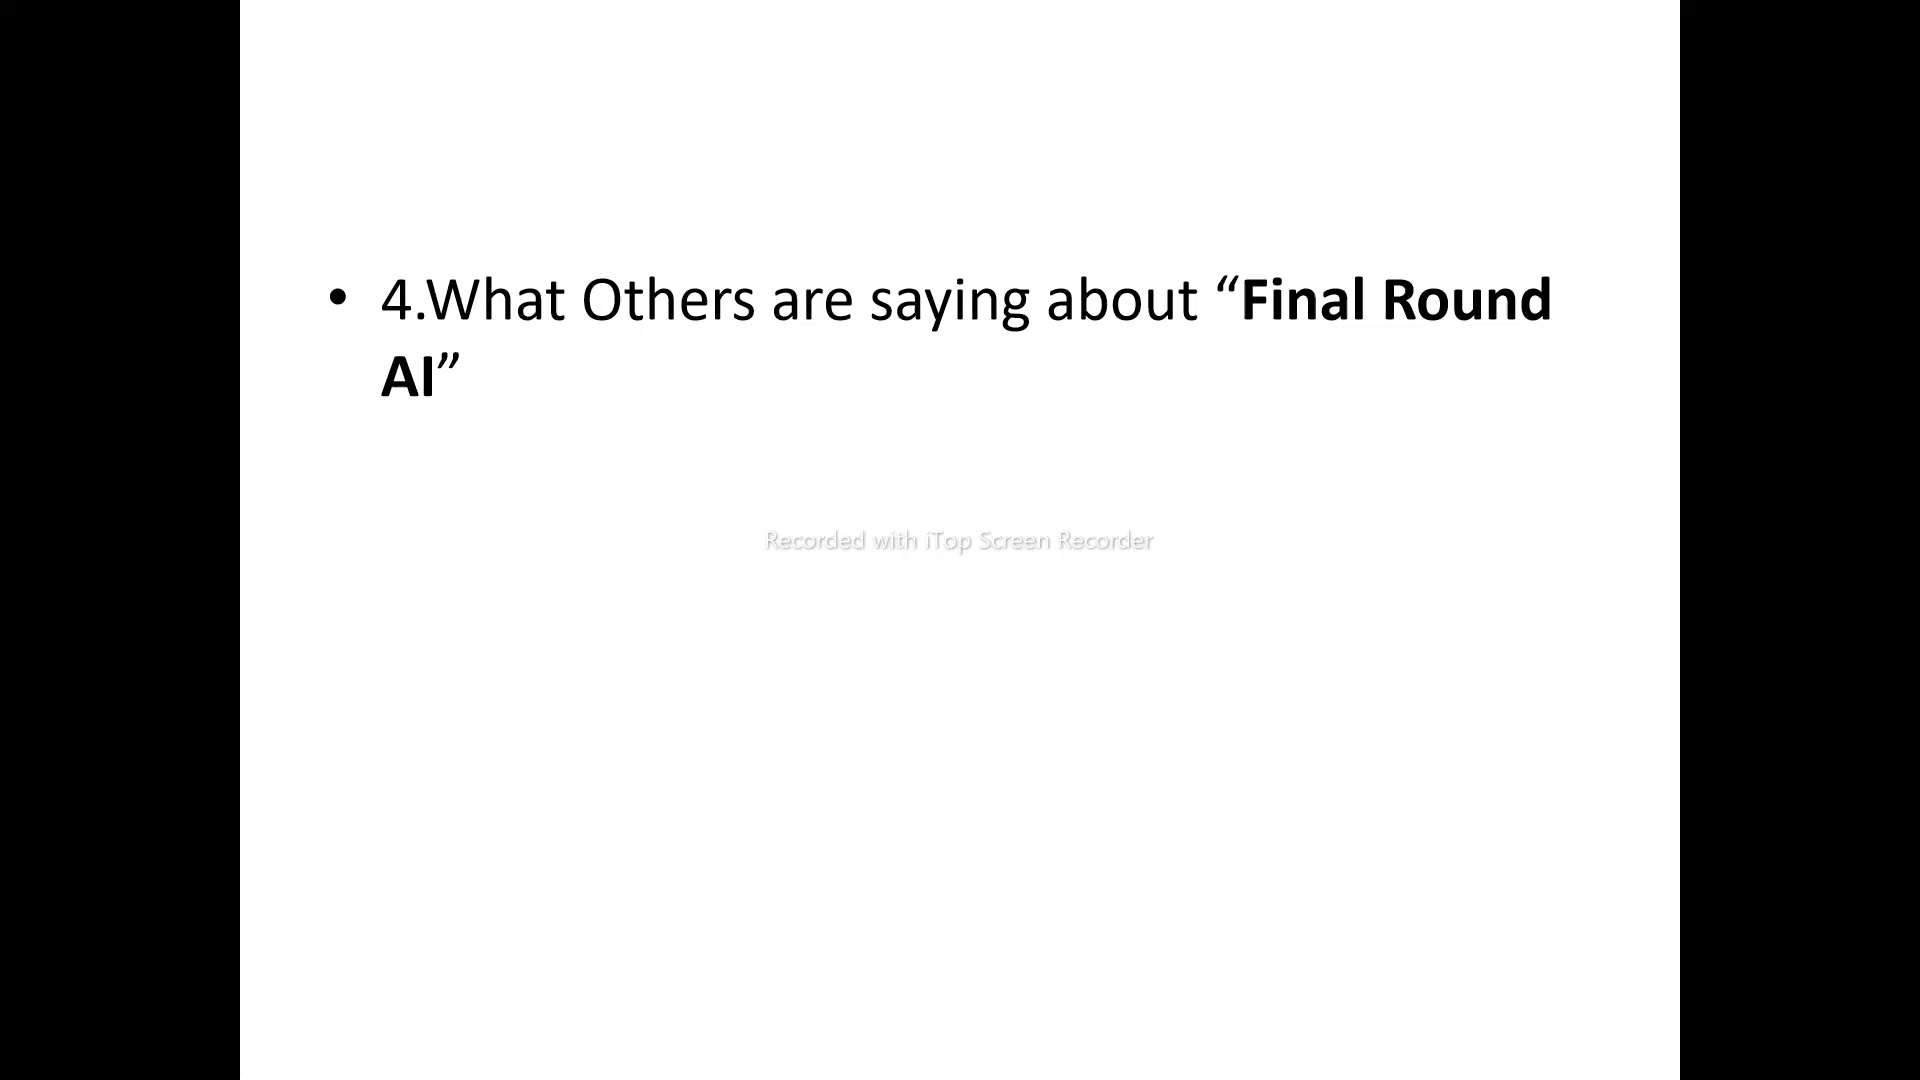 • 4.What Others are saying about “Final Round
AI”
Recorded with iTop Screen Recorder